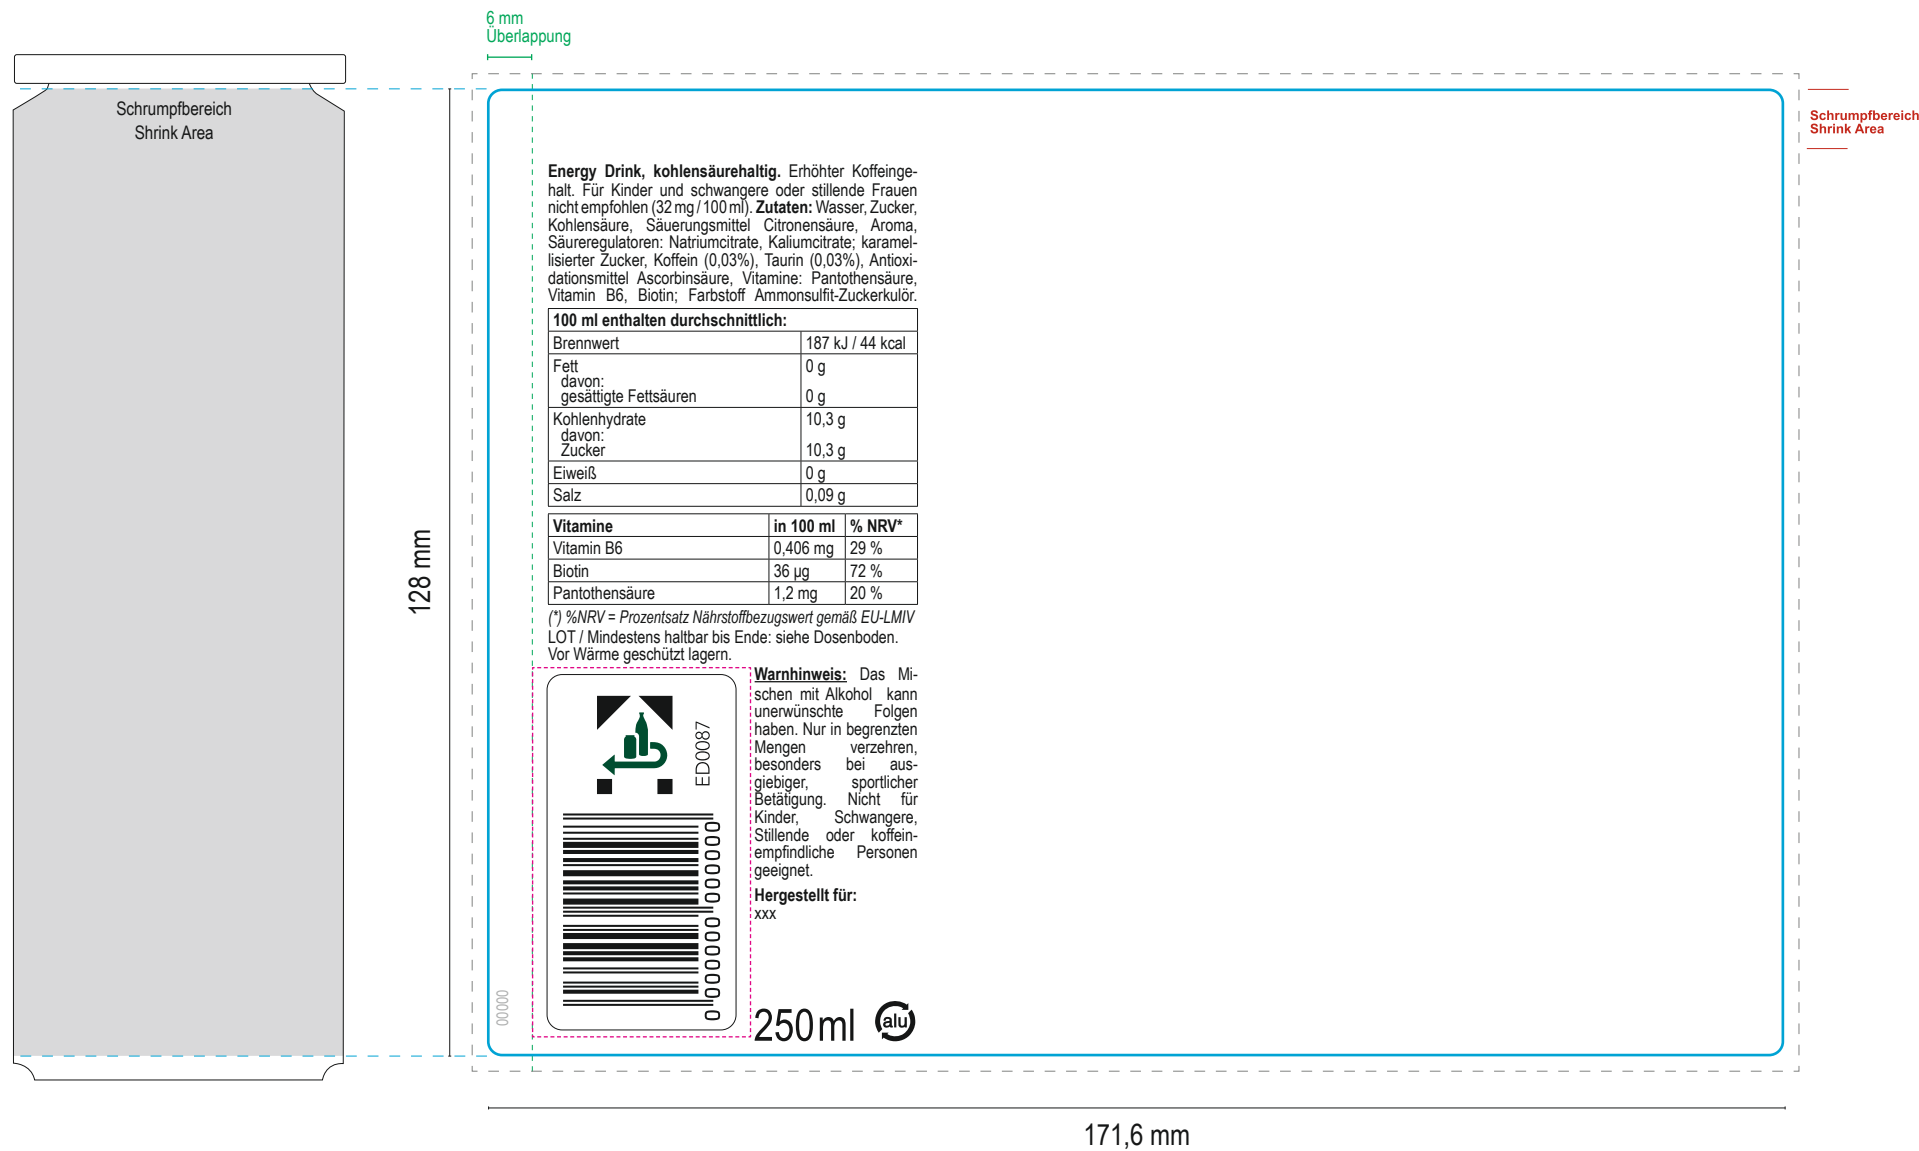 6 mm
Überlappung
Schrumpfbereich
Shrink Area
Schrumpfbereich
Shrink Area
128 mm
Energy Drink, kohlensäurehaltig. Erhöhter Koffeinge-
halt. Für Kinder und schwangere oder stillende Frauen
nicht empfohlen (32 mg / 100 ml). Zutaten: Wasser, Zucker,
Kohlensäure, Säuerungsmittel Citronensäure, Aroma,
Säureregulatoren: Natriumcitrate, Kaliumcitrate; karamel-
lisierter Zucker, Koffein (0,03%), Taurin (0,03%), Antioxi-
dationsmittel Ascorbinsäure, Vitamine: Pantothensäure,
Vitamin B6, Biotin; Farbstoff Ammonsulfit-Zuckerkulör.
100 ml enthalten durchschnittlich:
Brennwert 187 kJ / 44 kcal
Fett 0 g
davon:
gesättigte Fettsäuren 0 g
Kohlenhydrate 10,3 g
davon:
Zucker 10,3 g
Eiweiß 0 g
Salz 0,09 g
Vitamine in 100 ml % NRV*
Vitamin B6 0,406 mg 29 %
Biotin 36 µg 72 %
Pantothensäure 1,2 mg 20 %
(*) %NRV = Prozentsatz Nährstoffbezugswert gemäß EU-LMIV
LOT / Mindestens haltbar bis Ende: siehe Dosenboden.
Vor Wärme geschützt lagern.
Warnhinweis: Das Mi-
schen mit Alkohol kann
unerwünschte Folgen
haben. Nur in begrenzten
Mengen verzehren,
besonders bei aus-
giebiger, sportlicher
Betätigung. Nicht für
Kinder, Schwangere,
Stillende oder koffein-
empfindliche Personen
geeignet.
Hergestellt für:
xxx
ED0087
0 000000 000000
00000
250 ml
alu
171,6 mm